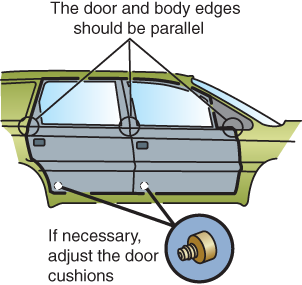 The door and body edges
should be parallel
If necessary,
adjust the door
cushions